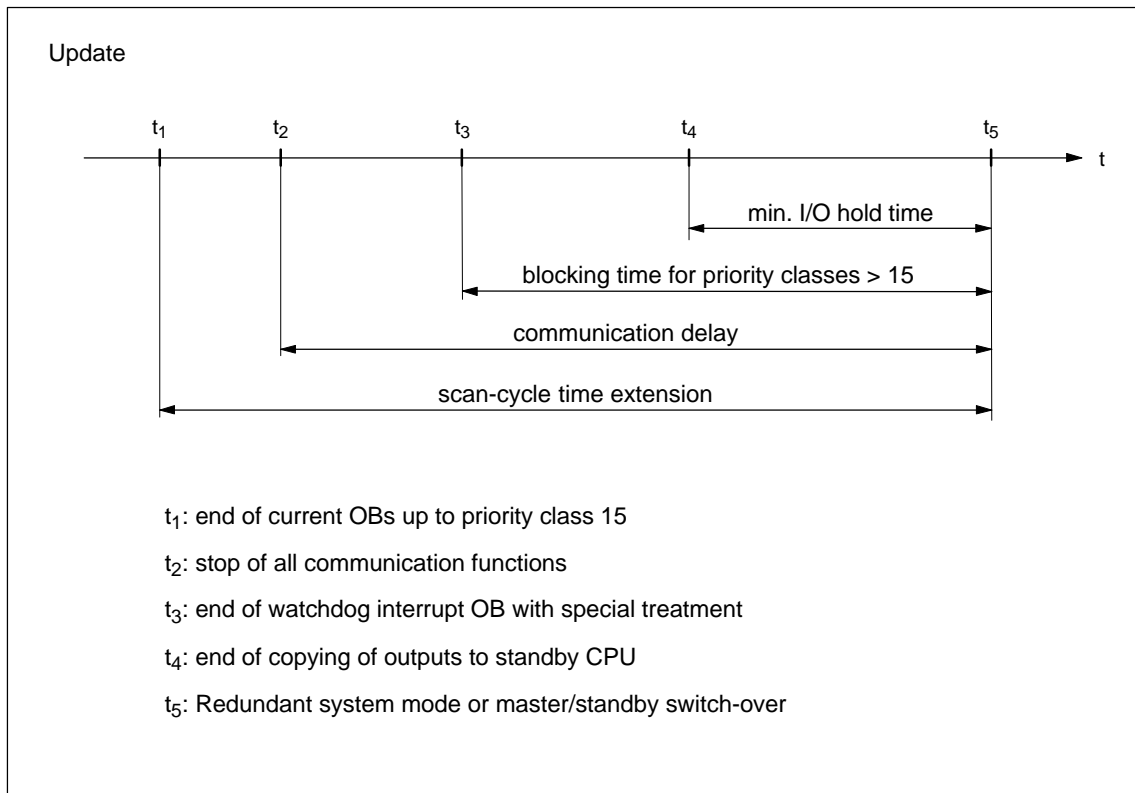 Update
t1 t2 t3 t4 t5
t
min. I/O hold time
blocking time for priority classes > 15
communication delay
scan-cycle time extension
t1: end of current OBs up to priority class 15
t2: stop of all communication functions
t3: end of watchdog interrupt OB with special treatment
t4: end of copying of outputs to standby CPU
t5: Redundant system mode or master/standby switch-over